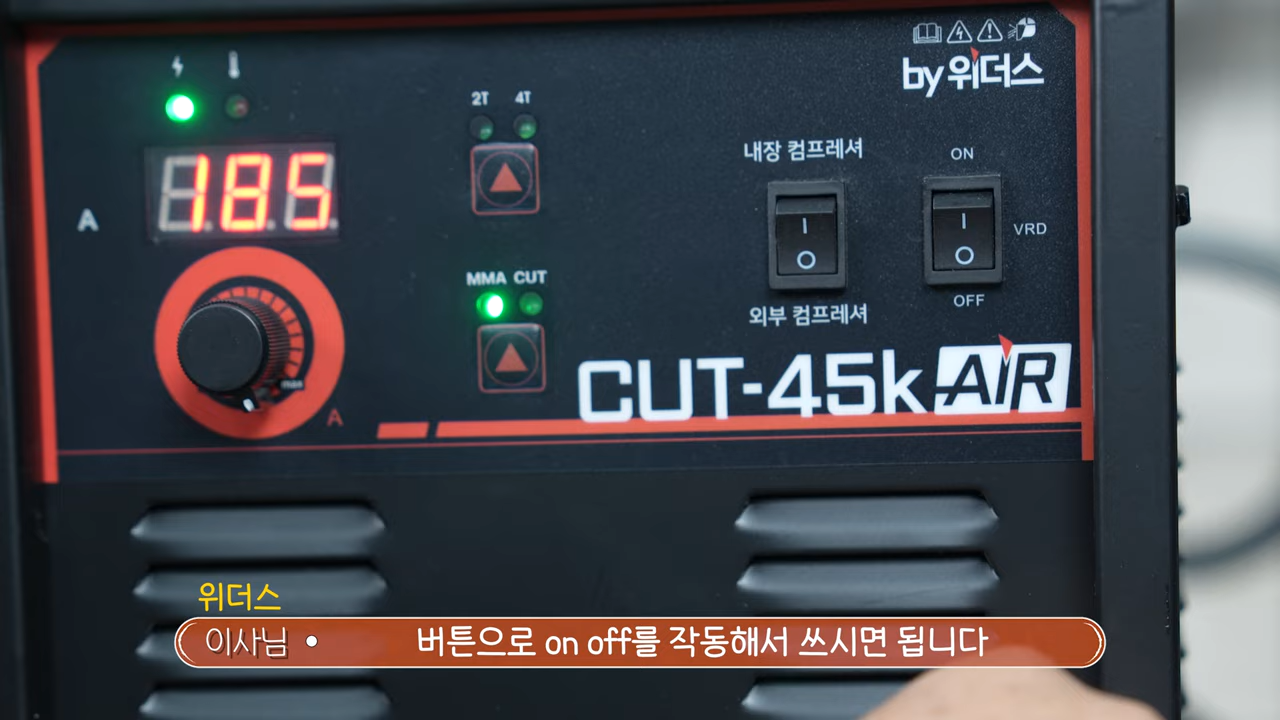 by 위더스
2T 4T
내장 컴프레셔
ON
185
A
VRD
MMA CUT
OFF
외부 컴프레셔
max
A
CUT-45k AIR
위더스
이사님 • 버튼으로 on off를 작동해서 쓰시면 됩니다